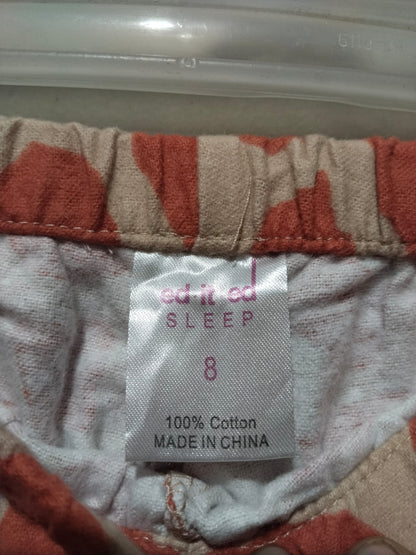 ed·it ed
SLEEP
8
100% Cotton
MADE IN CHINA